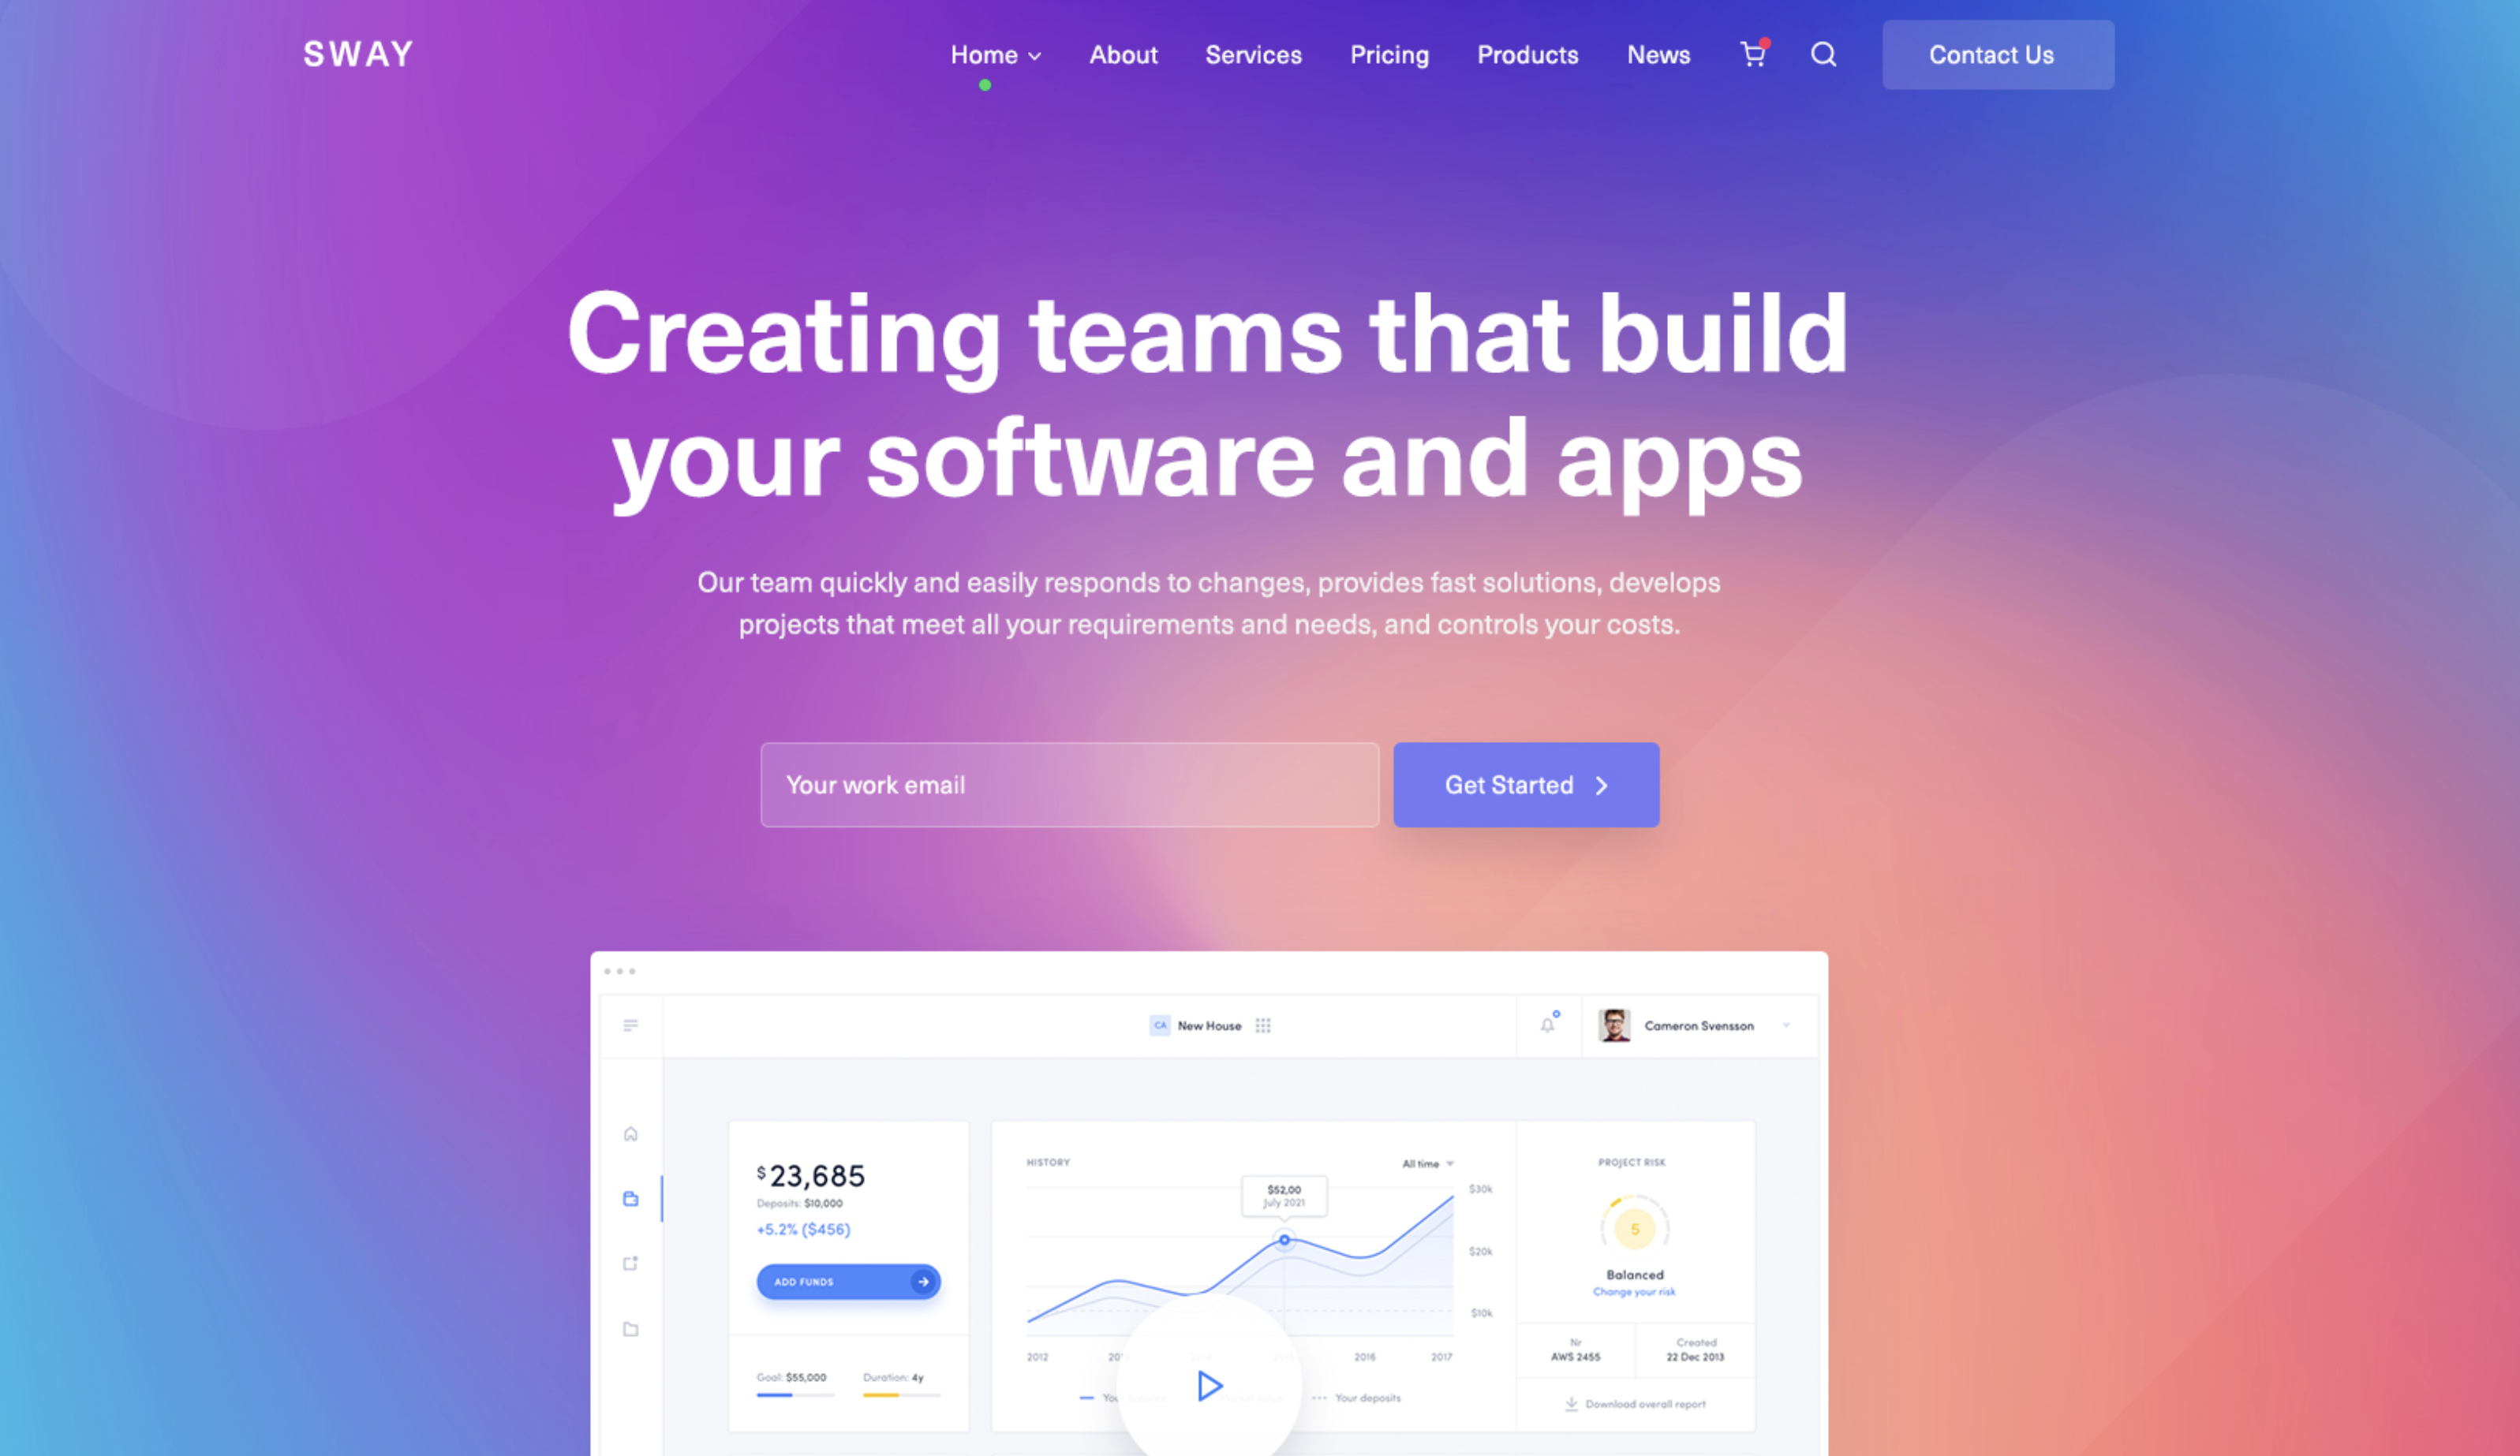 SWAY
Home About Services Pricing Products News Contact Us
Creating teams that build
your software and apps
Our team quickly and easily responds to changes, provides fast solutions, develops
projects that meet all your requirements and needs, and controls your costs.
Your work email
Get Started
CA New House
Cameron Svensson
$23,685
Deposits: $10,000
+5.2% ($456)
ADD FUNDS
Goal: $55,000
Duration: 4y
HISTORY
All time
$52,00
July 2021
$30k
$20k
$10k
2012 2016 2017
Your deposits
PROJECT RISK
5
Balanced
Change your risk
Nr
AWS 2455
Created
22 Dec 2013
Download overall report